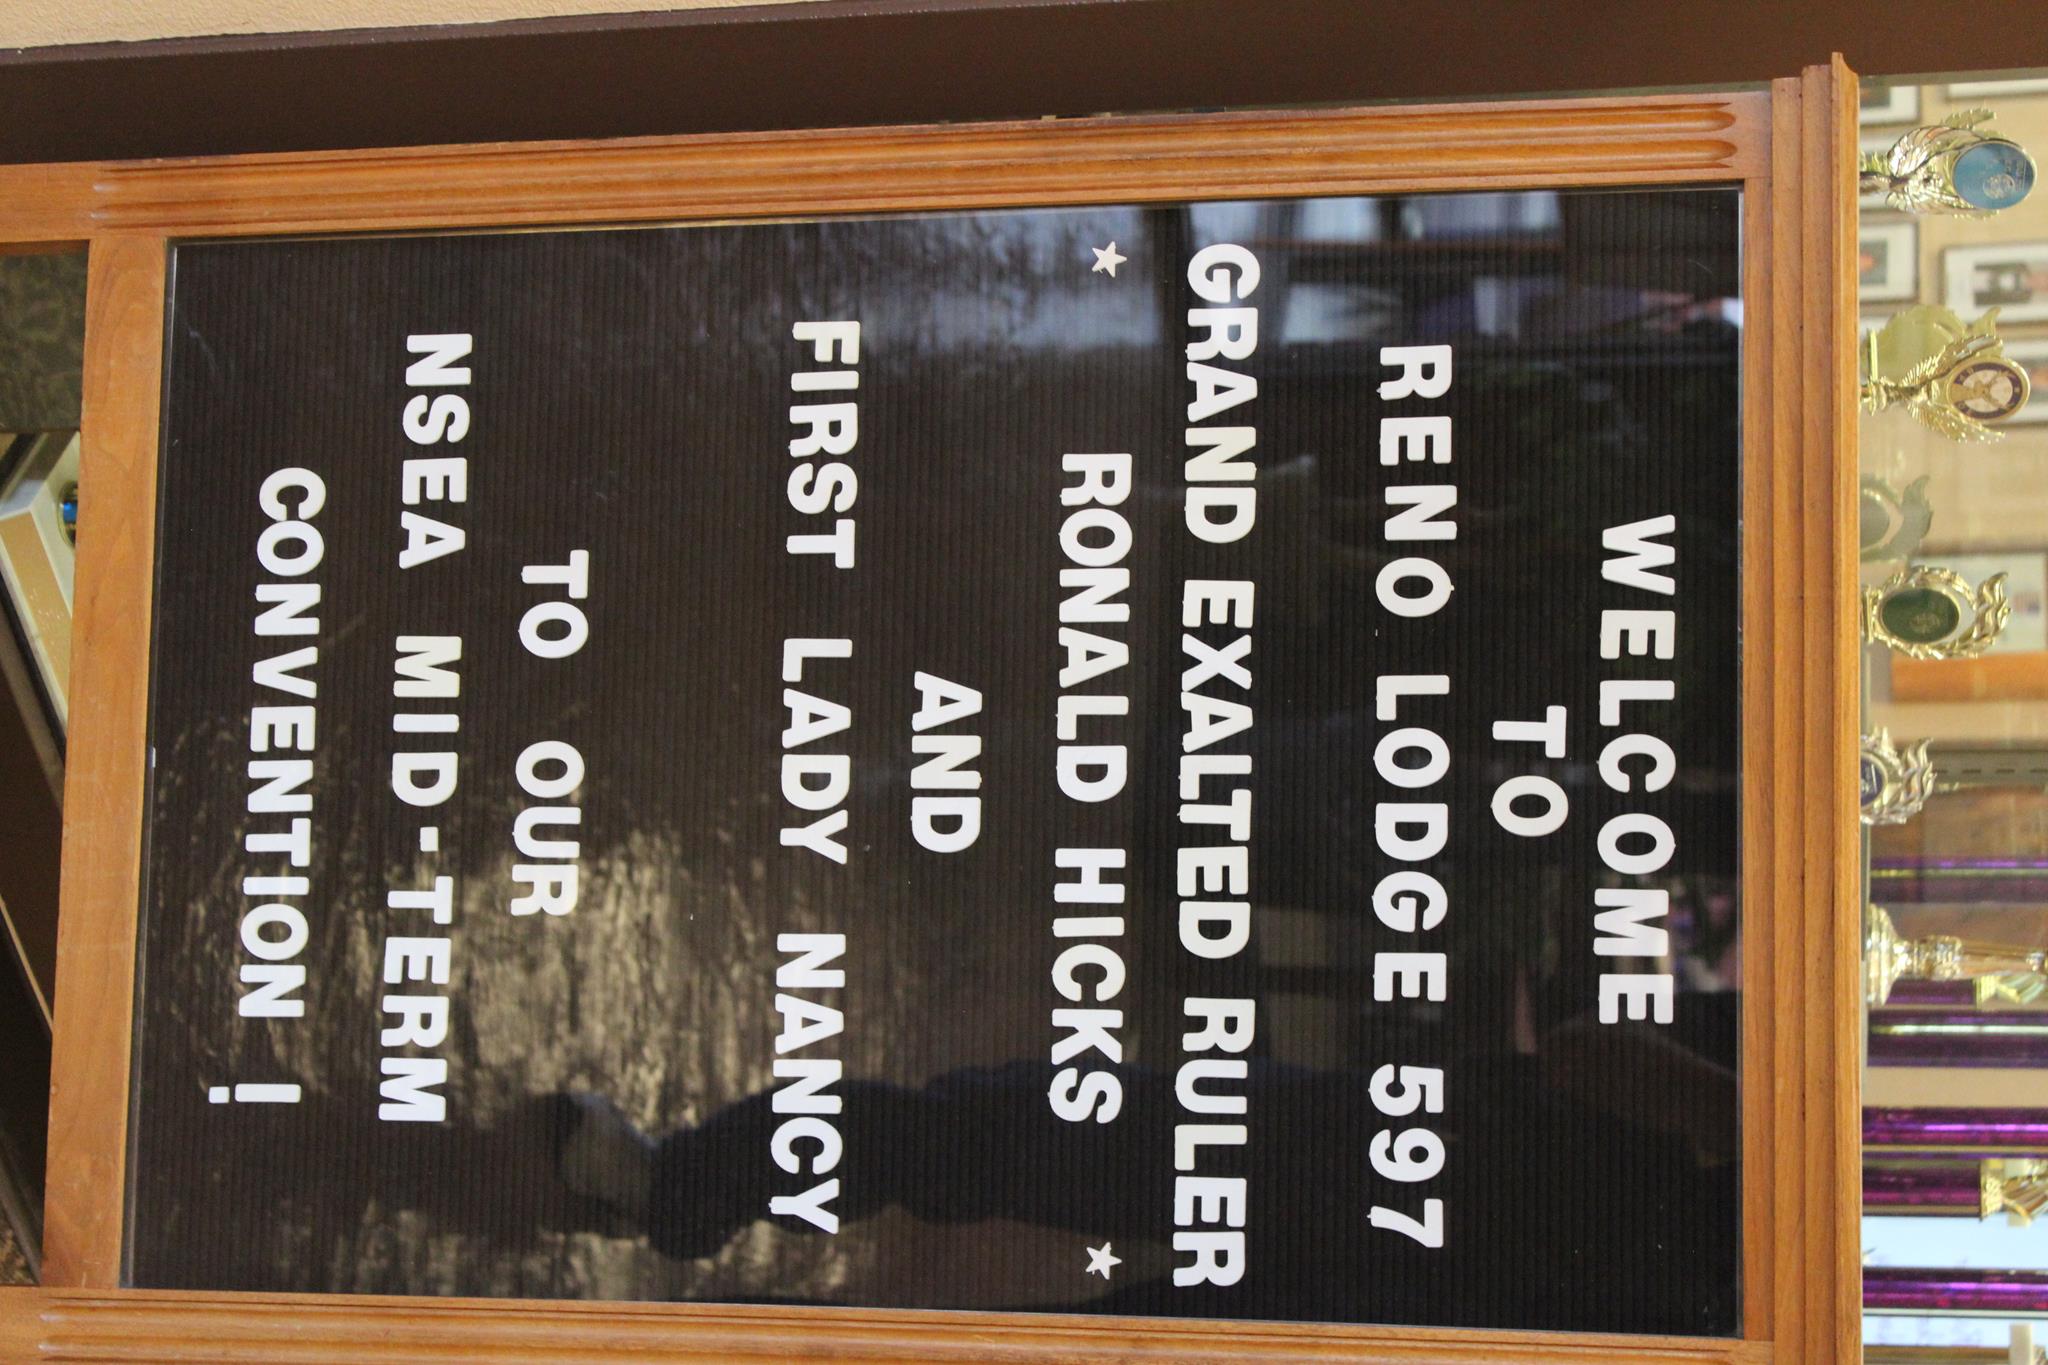 WELCOME
TO
RENO LODGE 597
GRAND EXALTED RULER
★ RONALD HICKS ★
AND
FIRST LADY NANCY
TO OUR
NSEA MID-TERM
CONVENTION !